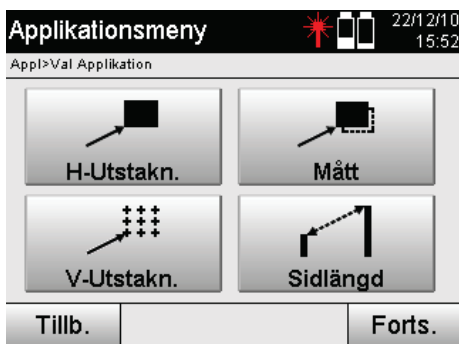 Applikationsmeny
22/12/10
15:52
Appl>Val Applikation
H-Utstakn.
Mått
V-Utstakn.
Sidlängd
Tillb.
Forts.